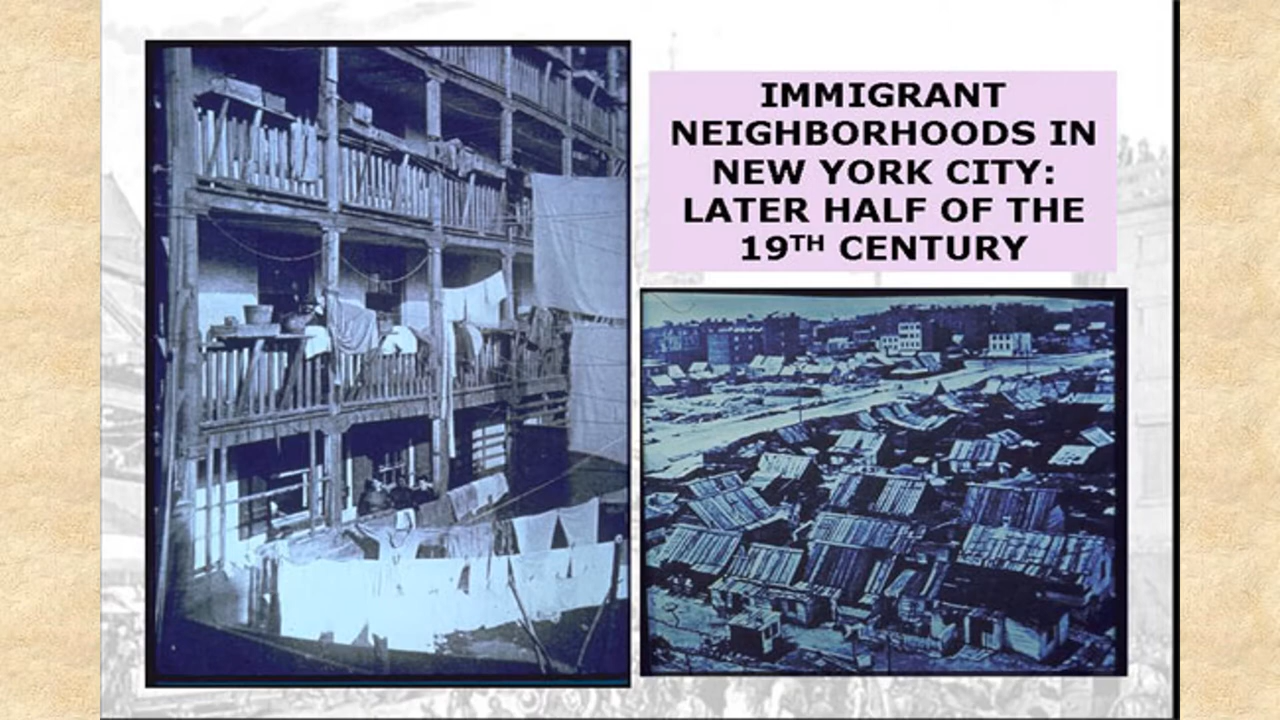 IMMIGRANT
NEIGHBORHOODS IN
NEW YORK CITY:
LATER HALF OF THE
19TH CENTURY